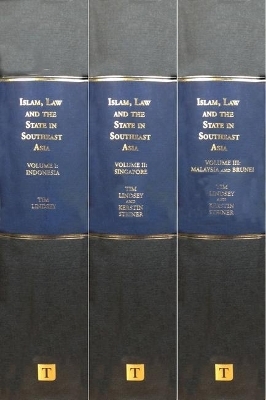 ISLAM, LAW
AND THE
STATE IN
SOUTHEAST
ASIA
VOLUME I:
INDONESIA
TIM
LINDSEY
T
ISLAM, LAW
AND THE
STATE IN
SOUTHEAST
ASIA
VOLUME II:
SINGAPORE
TIM
LINDSEY
AND
KERSTIN
STEINER
T
ISLAM, LAW
AND THE
STATE IN
SOUTHEAST
ASIA
VOLUME III:
MALAYSIA AND BRUNEI
TIM
LINDSEY
AND
KERSTIN
STEINER
T